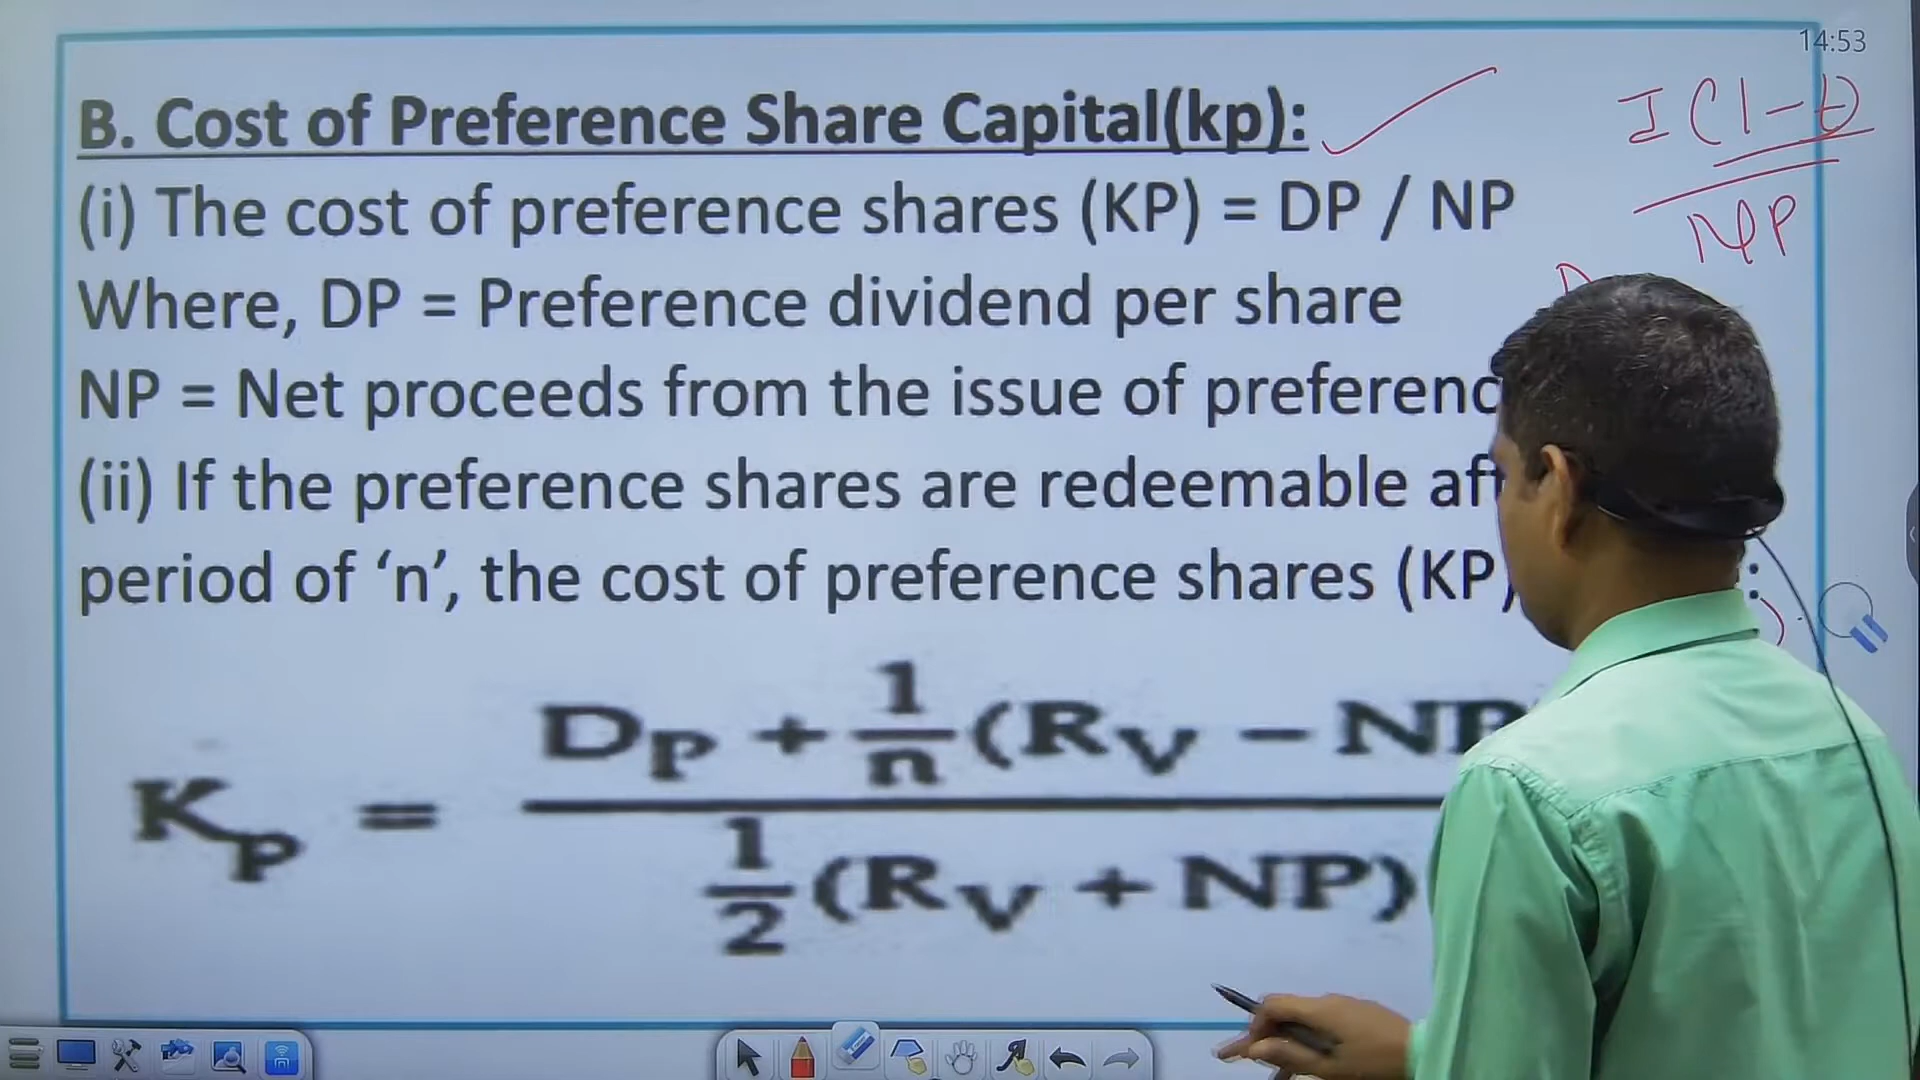 14:53
B. Cost of Preference Share Capital(kp):
I(1-t)
NP
(i) The cost of preference shares (KP) = DP / NP
Where, DP = Preference dividend per share
NP = Net proceeds from the issue of
(ii) If the preference shares are redeemable
period of ‘n’, the cost of preference shares (KP) :
Kp = Dp + 1/n (Rv – NP
1/2 (Rv + NP)